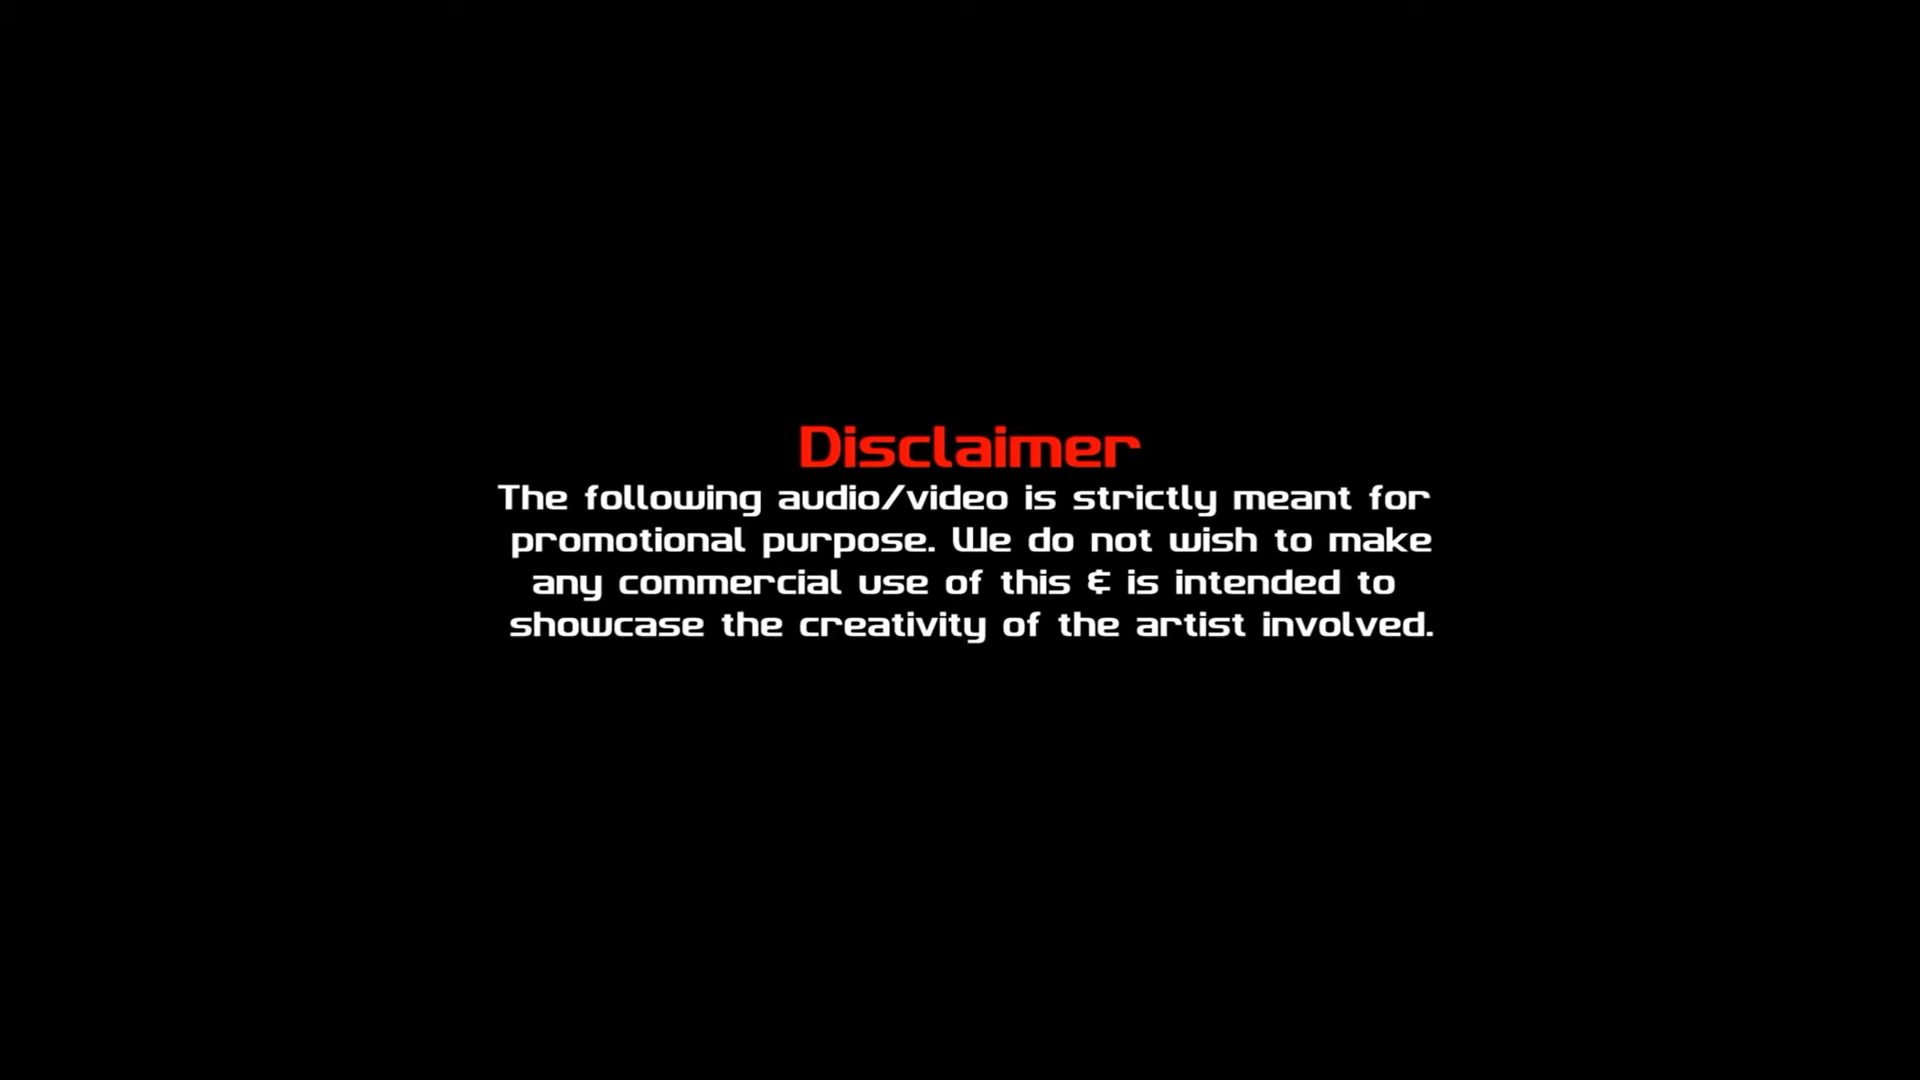 Disclaimer
The following audio/video is strictly meant for
promotional purpose. We do not wish to make
any commercial use of this & is intended to
showcase the creativity of the artist involved.